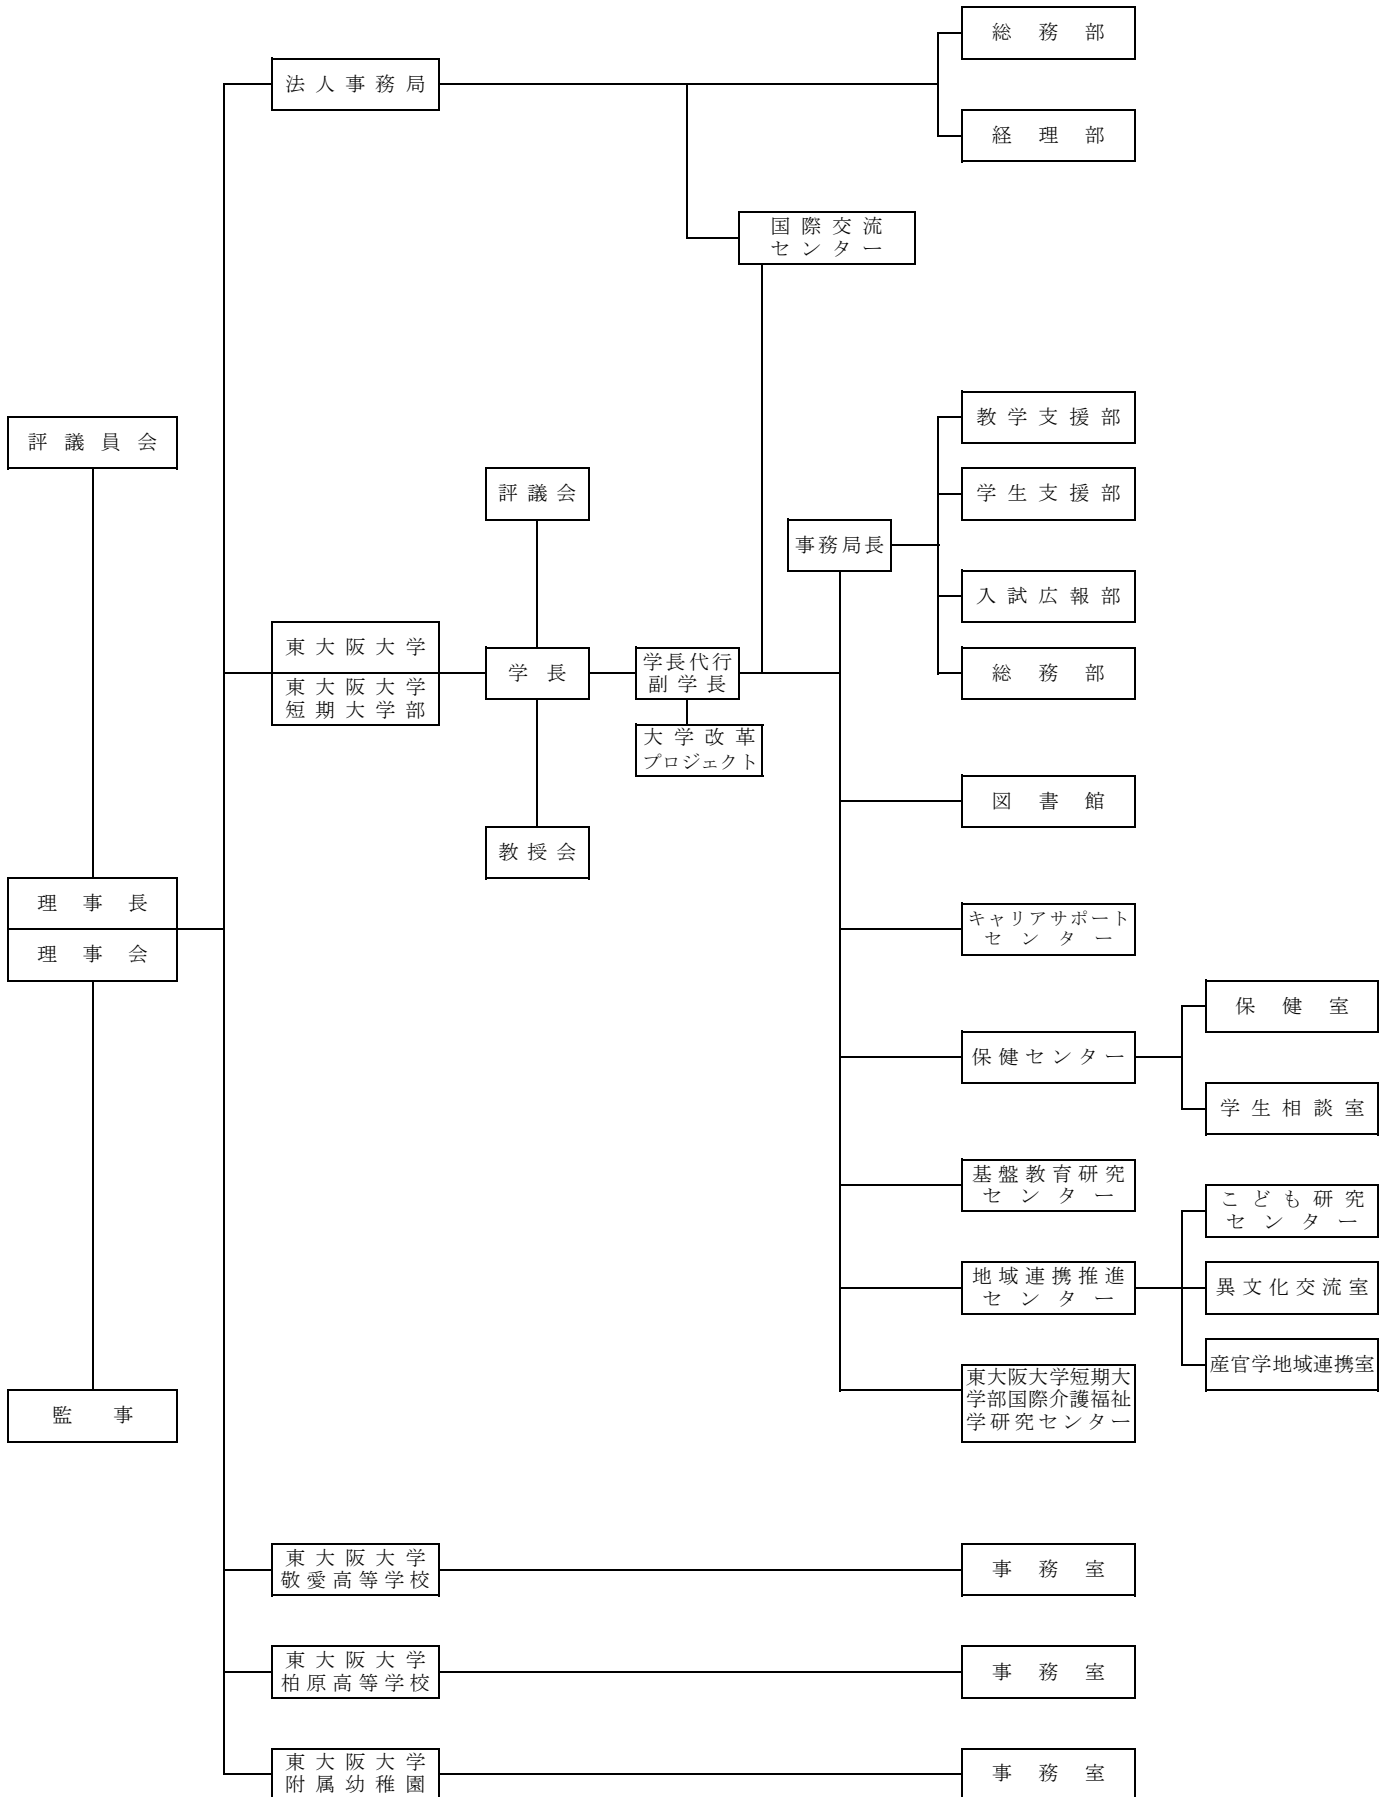 総務部
法人事務局
経理部
国際交流
センター
評議員会
教学支援部
学生支援部
評議会
事務局長
入試広報部
東大阪大学
東大阪大学
短期大学部
学長
学長代行
副学長
総務部
大学改革
プロジェクト
図書館
教授会
理事長
理事会
キャリアサポート
センター
保健室
保健センター
学生相談室
基盤教育研究
センター
こども研究
センター
地域連携推進
センター
異文化交流室
産官学地域連携室
東大阪大学短期大
学部国際介護福祉
学研究センター
監事
東大阪大学
敬愛高等学校
事務室
東大阪大学
柏原高等学校
事務室
東大阪大学
附属幼稚園
事務室